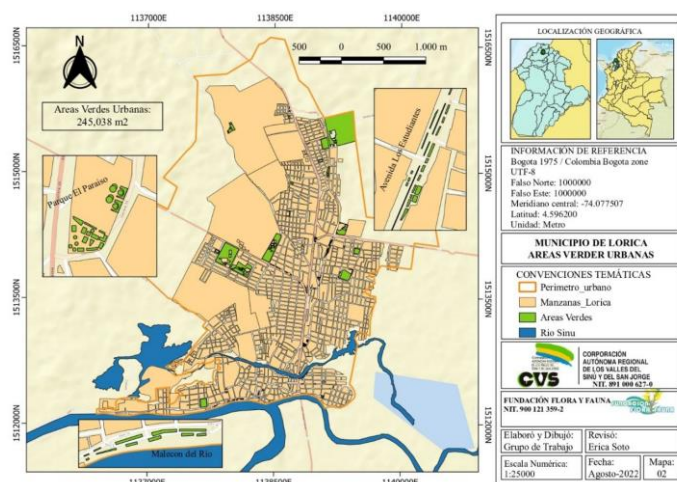 1137000E
1138500E
1140000E
1516500N
1516500N
500 0 500 1.000 m
N
Areas Verdes Urbanas:
245,038 m2
Avenida Los Estudiantes
1515000N
1515000N
Parque El Paraiso
1513500N
1513500N
1512000N
1512000N
Malecon del Rio
1137000E
1138500E
1140000E
LOCALIZACIÓN GEOGRÁFICA
INFORMACIÓN DE REFERENCIA
Bogota 1975 / Colombia Bogota zone
UTF-8
Falso Norte: 1000000
Falso Este: 1000000
Meridiano central: -74.077507
Latitud: 4.596200
Unidad: Metro
MUNICIPIO DE LORICA
AREAS VERDER URBANAS
CONVENCIONES TEMÁTICAS
Perimetro_urbano
Manzanas_Lorica
Areas Verdes
Rio Sinu
CVS
CORPORACIÓN
AUTÓNOMA REGIONAL
DE LOS VALLES DEL
SINÚ Y DEL SAN JORGE
NIT. 891 000 627-0
FUNDACIÓN FLORA Y FAUNA
NIT. 900 121 359-2
Elaboró y Dibujó:
Grupo de Trabajo
Revisó:
Erica Soto
Escala Numérica:
1:25000
Fecha:
Agosto-2022
Mapa:
02